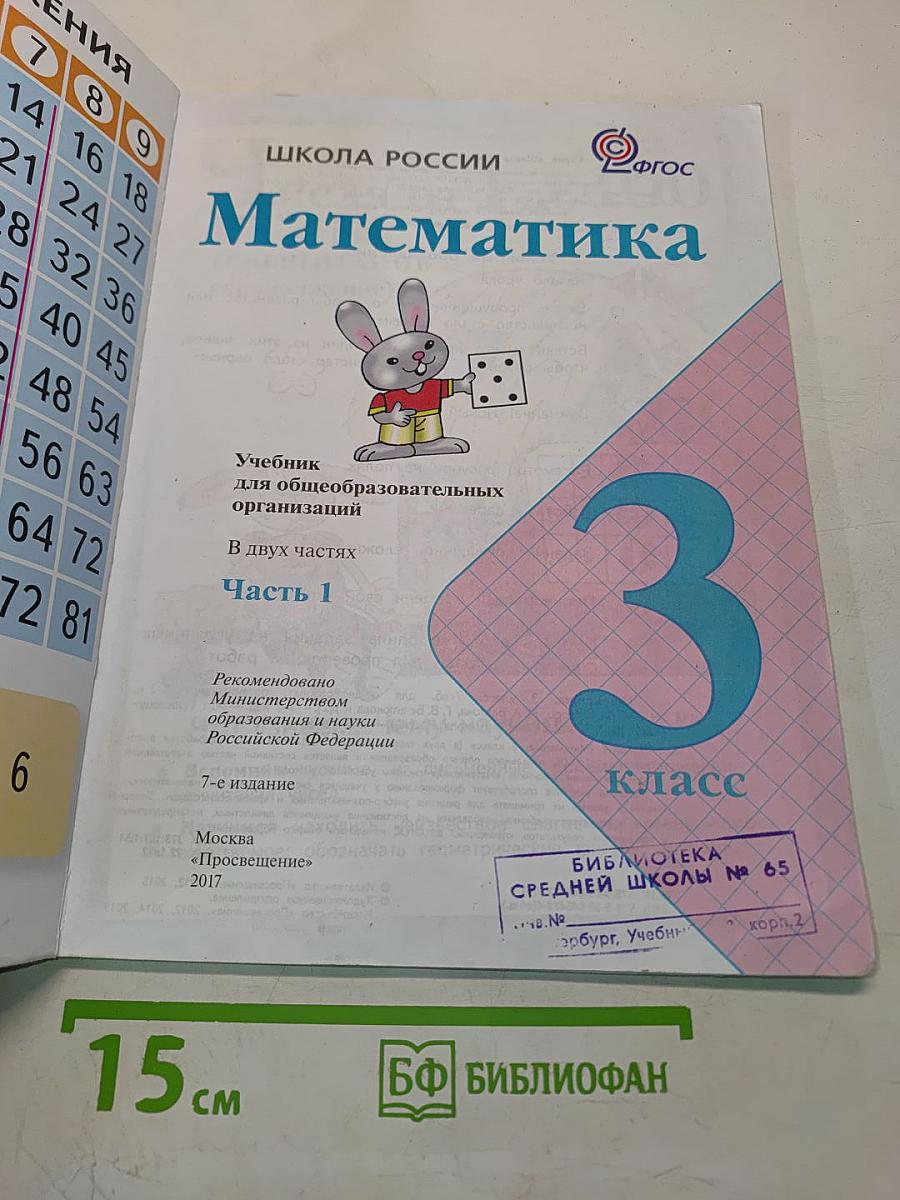 ЕНИЯ
7 8 9
14 16 18
21 24 27
28 32 36
40 45
48 54
56 63
64 72
72 81
6
ШКОЛА РОССИИ
ФГОС
Математика
Учебник
для общеобразовательных
организаций
В двух частях
Часть 1
3
класс
Рекомендовано
Министерством
образования и науки
Российской Федерации
7-е издание
Москва
«Просвещение»
2017
БИБЛИОТЕКА
СРЕДНЕЙ ШКОЛЫ № 65
корп.2
15 см
БФ БИБЛИОФАН